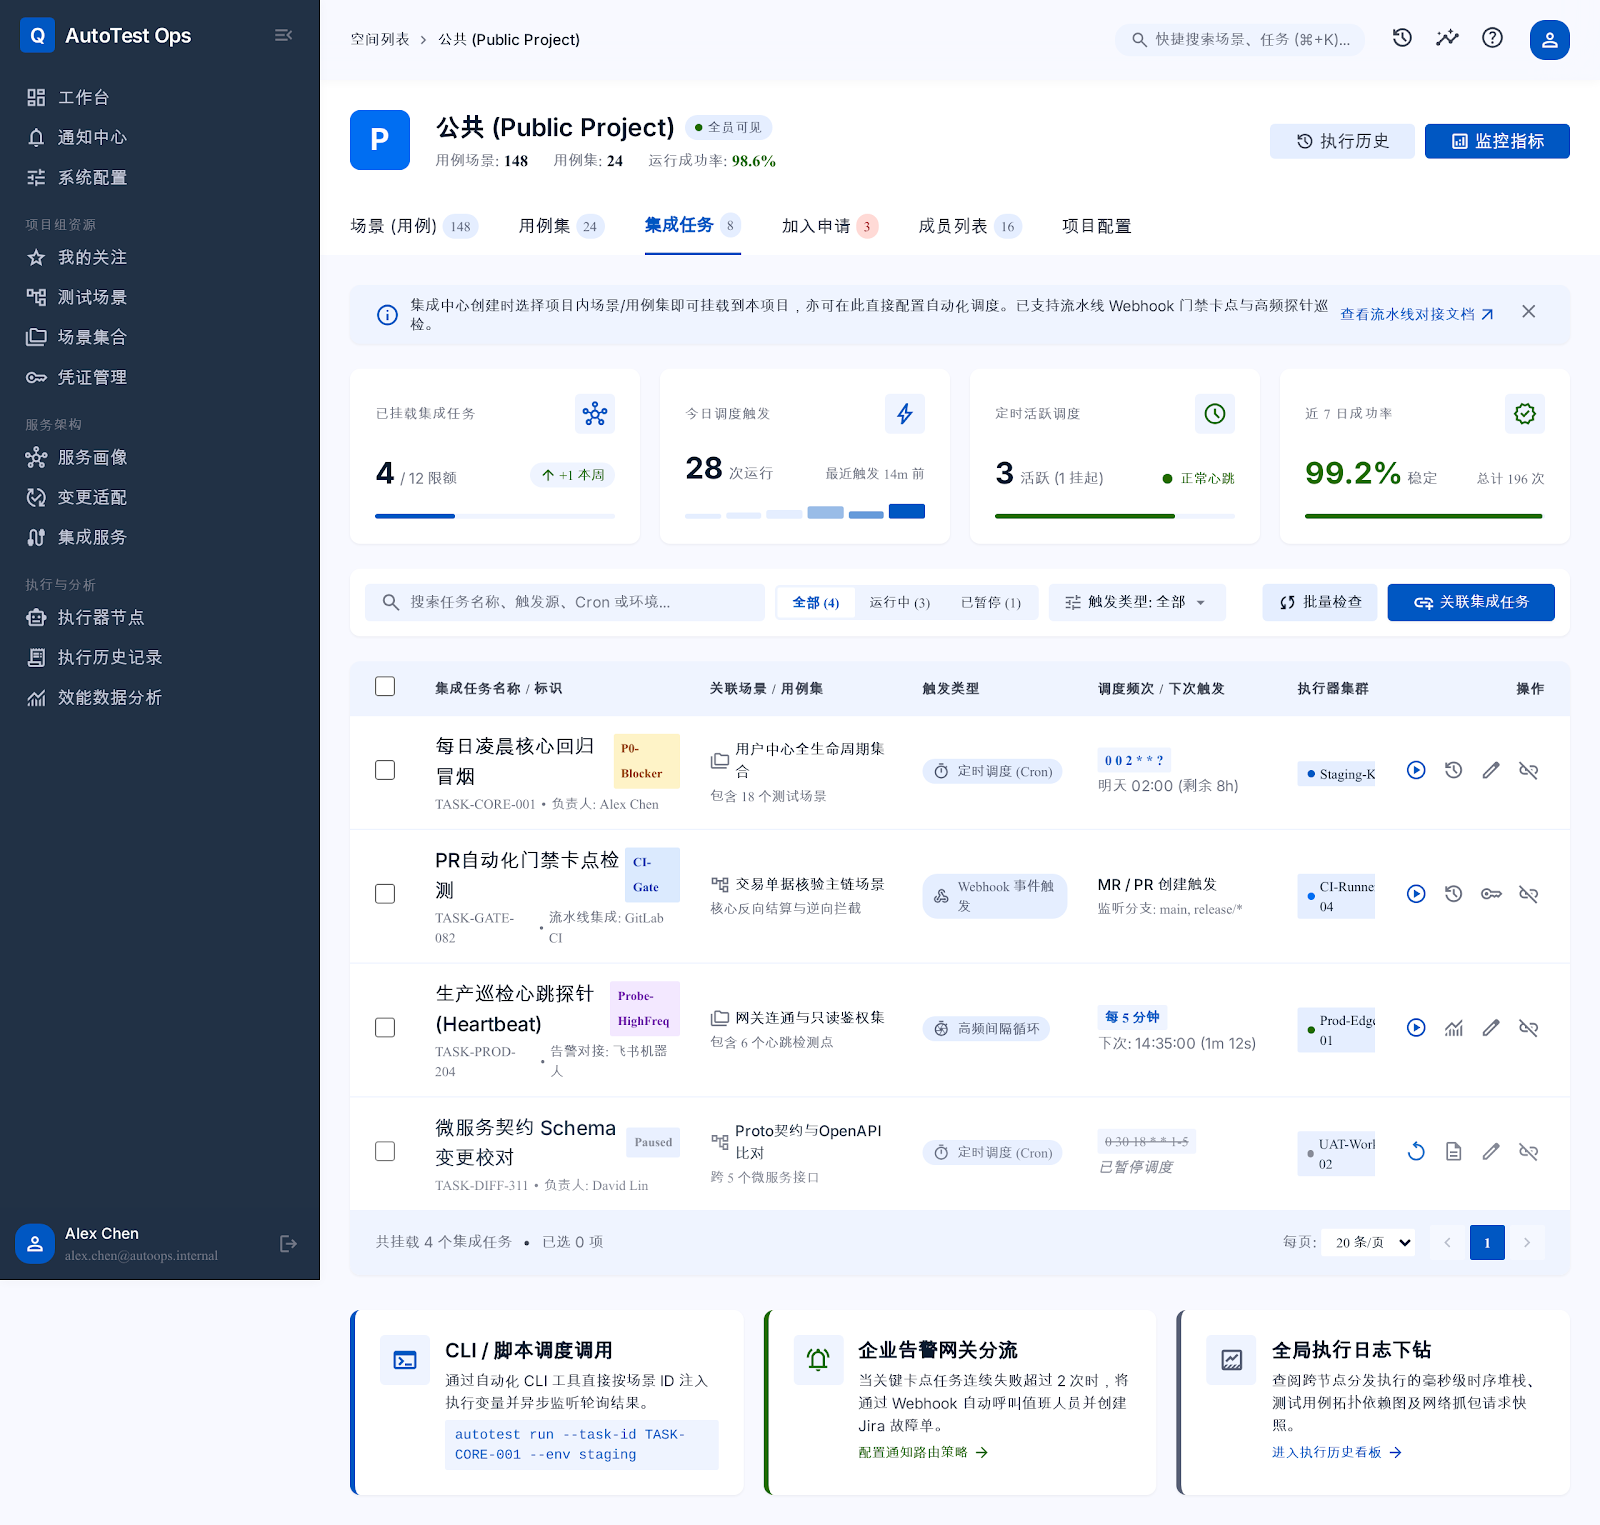 Q AutoTest Ops
工作台
通知中心
系统配置
项目组资源
我的关注
测试场景
场景集合
凭证管理
服务架构
服务画像
变更适配
集成服务
执行与分析
执行器节点
执行历史记录
效能数据分析
Alex Chen
alex.chen@autoops.internal
空间列表 › 公共 (Public Project)
快捷搜索场景、任务 (⌘+K)...
P
公共 (Public Project)
全员可见
用例场景: 148 用例集: 24 运行成功率: 98.6%
执行历史
监控指标
场景 (用例) 148
用例集 24
集成任务 8
加入申请 3
成员列表 16
项目配置
集成中心创建时选择项目内场景/用例集即可挂载到本项目，亦可在此直接配置自动化调度。已支持流水线 Webhook 门禁卡点与高频探针巡
检。
查看流水线对接文档
已挂载集成任务
4 / 12 限额
+1 本周
今日调度触发
28 次运行
最近触发 14m 前
定时活跃调度
3 活跃 (1 挂起)
正常心跳
近 7 日成功率
99.2% 稳定
总计 196 次
搜索任务名称、触发源、Cron 或环境...
全部 (4)
运行中 (3)
已暂停 (1)
触发类型: 全部
批量检查
关联集成任务
集成任务名称 / 标识
关联场景 / 用例集
触发类型
调度频次 / 下次触发
执行器集群
操作
每日凌晨核心回归
冒烟
P0-
Blocker
TASK-CORE-001 • 负责人: Alex Chen
用户中心全生命周期集
合
包含 18 个测试场景
定时调度 (Cron)
0 0 2 * * ?
明天 02:00 (剩余 8h)
Staging-K
PR自动化门禁卡点检
测
CI-
Gate
TASK-GATE-
082
• 流水线集成: GitLab
CI
交易单据核验主链场景
核心反向结算与逆向拦截
Webhook 事件触
发
MR / PR 创建触发
监听分支: main, release/*
CI-Runne
04
生产巡检心跳探针
(Heartbeat)
Probe-
HighFreq
TASK-PROD-
204
• 告警对接: 飞书机器
人
网关连通与只读鉴权集
包含 6 个心跳检测点
高频间隔循环
每 5 分钟
下次: 14:35:00 (1m 12s)
Prod-Edge
01
微服务契约 Schema
变更校对
Paused
TASK-DIFF-311 • 负责人: David Lin
Proto契约与OpenAPI
比对
跨 5 个微服务接口
定时调度 (Cron)
0 30 18 * * 1-5
已暂停调度
UAT-Worl
02
共挂载 4 个集成任务 • 已选 0 项
每页: 20 条/页
1
CLI / 脚本调度调用
通过自动化 CLI 工具直接按场景 ID 注入
执行变量并异步监听轮询结果。
autotest run --task-id TASK-
CORE-001 --env staging
企业告警网关分流
当关键卡点任务连续失败超过 2 次时，将
通过 Webhook 自动呼叫值班人员并创建
Jira 故障单。
配置通知路由策略 →
全局执行日志下钻
查阅跨节点分发执行的毫秒级时序堆栈、
测试用例拓扑依赖图及网络抓包请求快
照。
进入执行历史看板 →